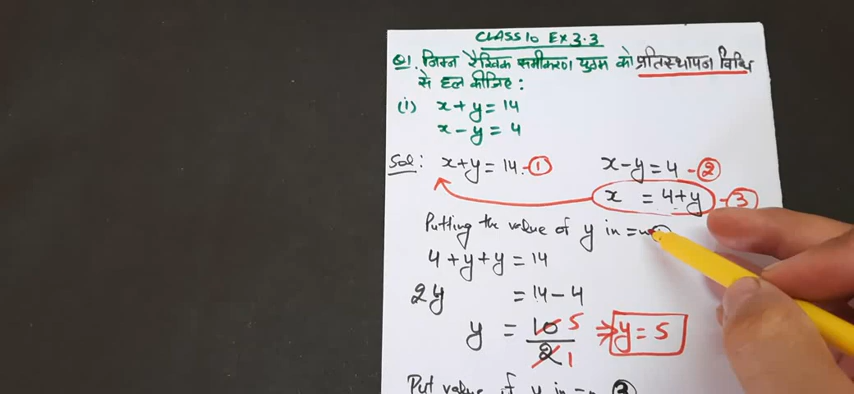 CLASS 10 EX 3.3
Q1. निम्न रैखिक समीकरण युग्म को प्रतिस्थापन विधि
से हल कीजिए:
(i) x+y=14
x-y=4
Sol: x+y=14-① x-y=4-②
x = 4+y -③
Putting the value of y in =n
4+y+y=14
2y =14-4
y = 10/2 5 1 ⇒ y=5
Put value of y in =n ③